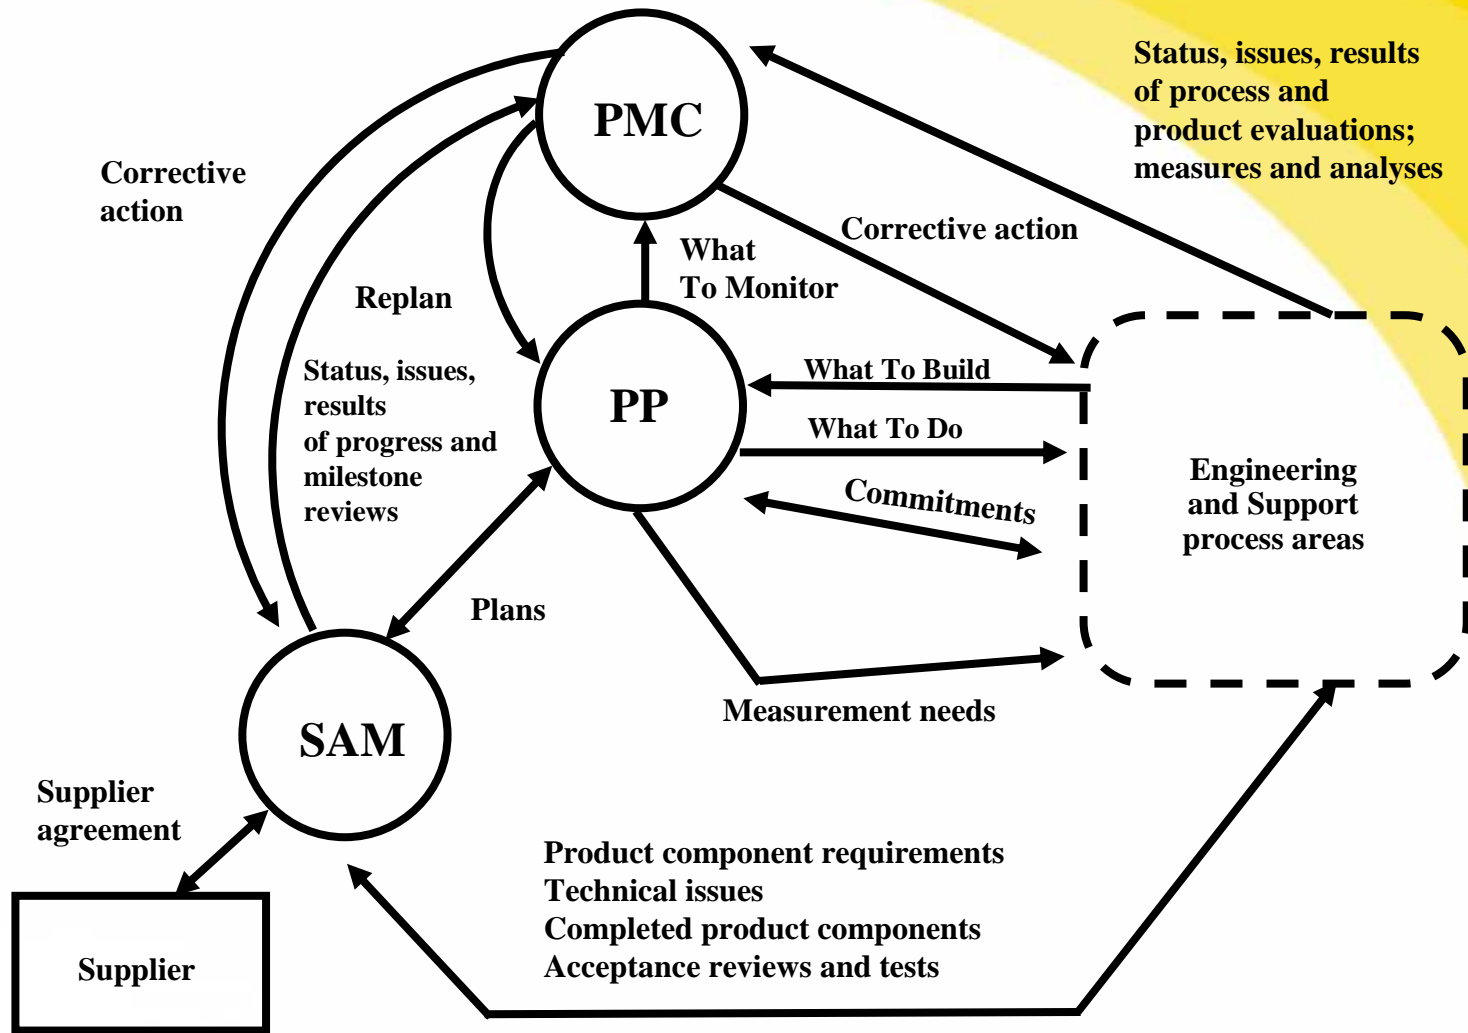 PMC
Status, issues, results
of process and
product evaluations;
measures and analyses
Corrective
action
Corrective action
What
To Monitor
Replan
Status, issues,
results
of progress and
milestone
reviews
What To Build
PP
What To Do
Commitments
Engineering
and Support
process areas
Plans
Measurement needs
SAM
Supplier
agreement
Product component requirements
Technical issues
Completed product components
Acceptance reviews and tests
Supplier